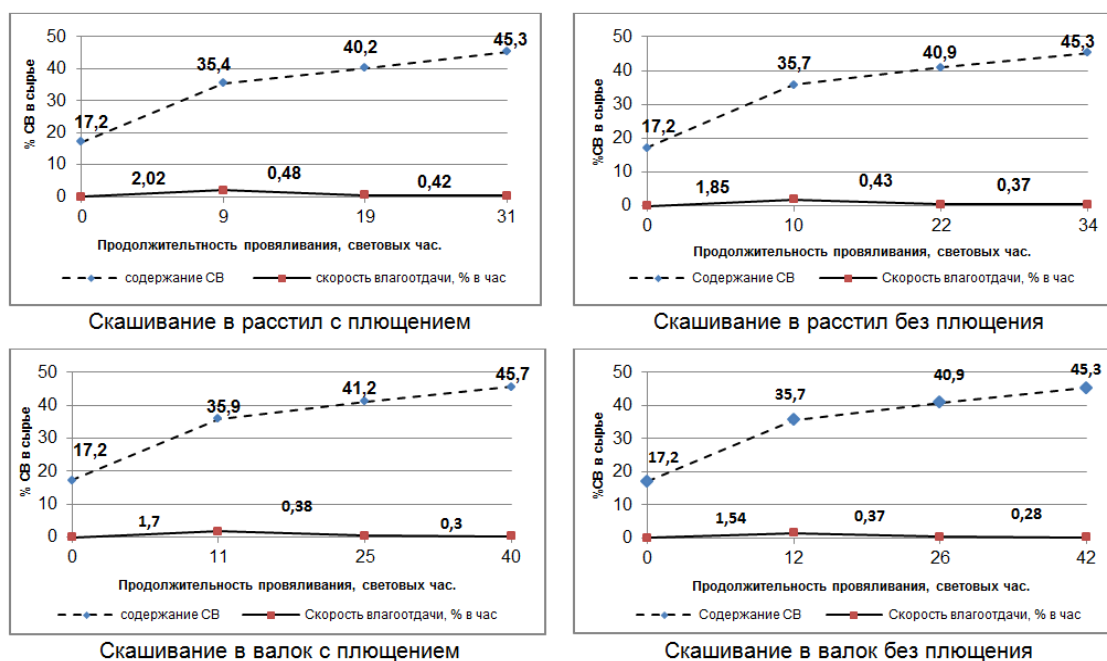 50
40
30
20
10
0
% СВ в сырье
17,2
35,4
40,2
45,3
2,02
0,48
0,42
0 9 19 31
Продолжительтность провяливания, световых час.
содержание СВ скорость влагоотдачи, % в час
Скашивание в расстил с плющением
50
40
30
20
10
0
%СВ в сырье
17,2
35,7
40,9
45,3
1,85
0,43
0,37
0 10 22 34
Продолжительность провяливания, световых час.
Содержание СВ Скорость влагоотдачи, % в час
Скашивание в расстил без плющения
50
40
30
20
10
0
% СВ в сырье
17,2
35,9
41,2
45,7
1,7
0,38
0,3
0 11 25 40
Продолжительность провяливания, световых час.
содержание СВ Скорость влагоотдачи, % в час
Скашивание в валок с плющением
50
40
30
20
10
0
%СВ в сырье
17,2
35,7
40,9
45,3
1,54
0,37
0,28
0 12 26 42
Продолжительность провяливания, световых час.
Содержание СВ Скорость влагоотдачи, % в час
Скашивание в валок без плющения